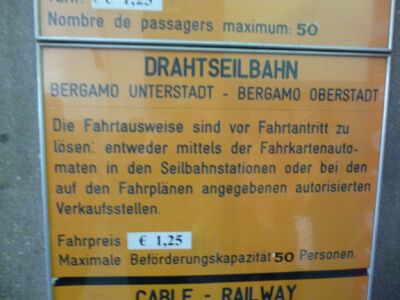 € 1,25
Nombre de passagers maximum: 50
DRAHTSEILBAHN
BERGAMO UNTERSTADT - BERGAMO OBERSTADT
Die Fahrtausweise sind vor Fahrtantritt zu
lösen: entweder mittels der Fahrkartenauto-
maten in den Seilbahnstationen oder bei den
auf den Fahrplänen angegebenen autorisierten
Verkaufsstellen.
Fahrpreis € 1,25
Maximale Beförderungskapazität 50 Personen
CABLE - RAILWAY